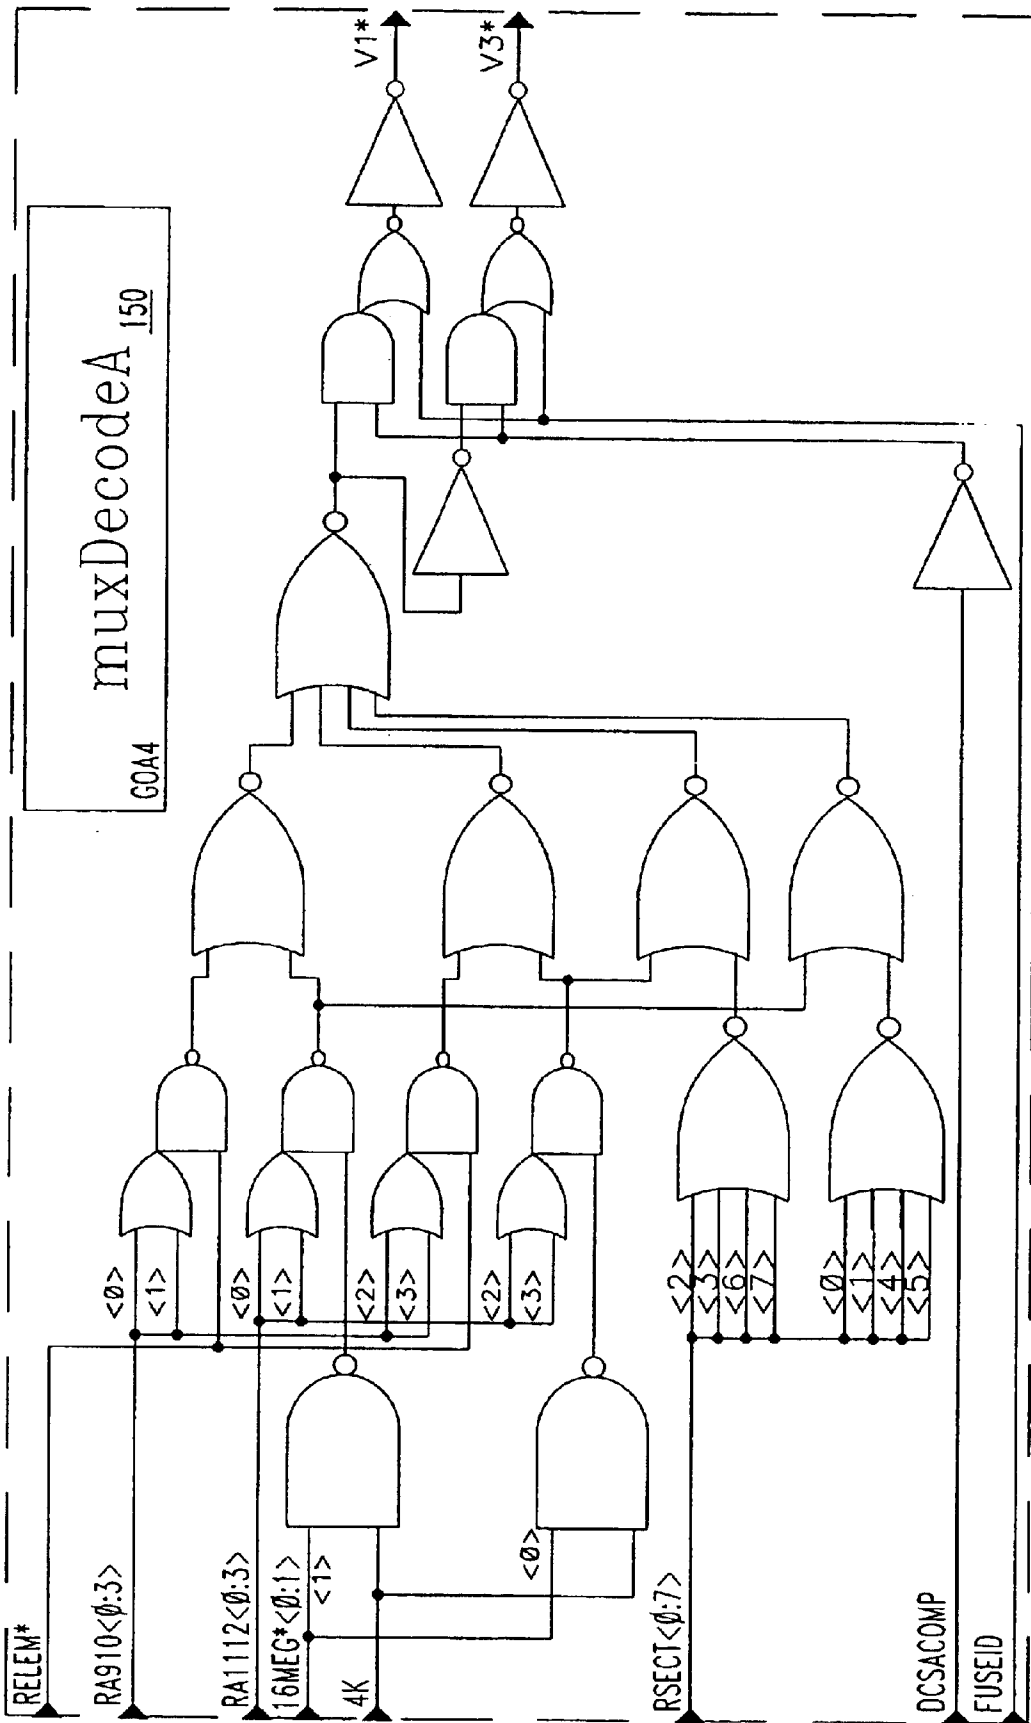 muxDecodeA 150
G0A4
RELEM*
RA910<Ø:3>
RA1112<Ø:3>
16MEG*<Ø:1>
4K
RSECT<Ø:7>
DCSACOMP
FUSEID
<1>
<Ø>
<Ø>
<1>
<Ø>
<1>
<2>
<3>
<2>
<3>
<2>
<3>
<6>
<7>
<Ø>
<1>
<4>
<5>
V1*
V3*